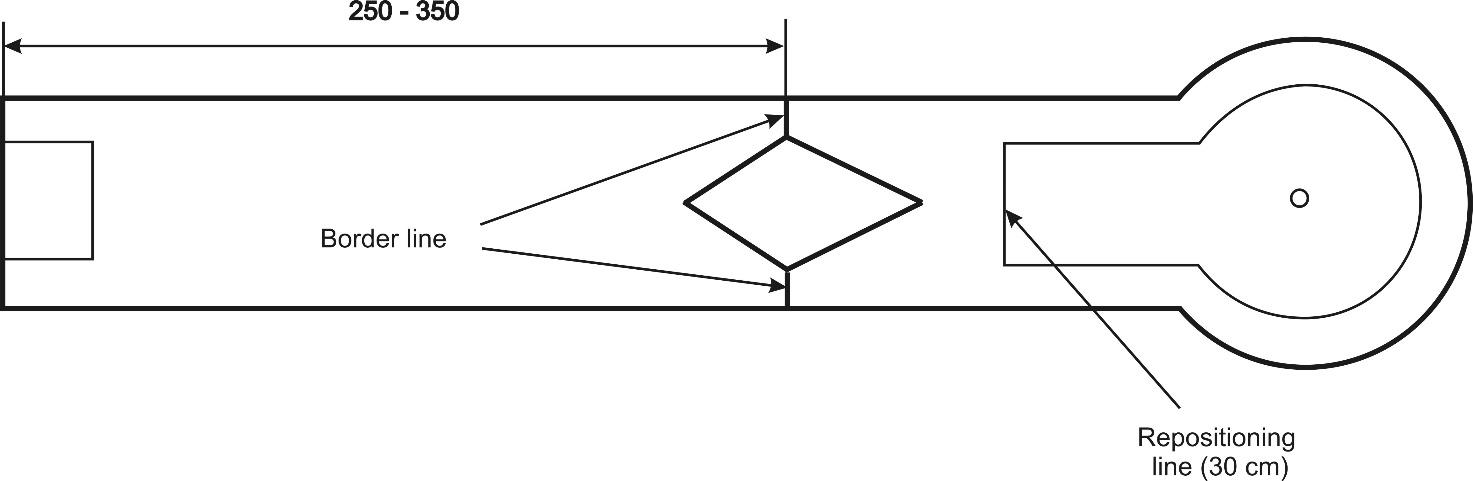 250 - 350
Border line
Repositioning
line (30 cm)